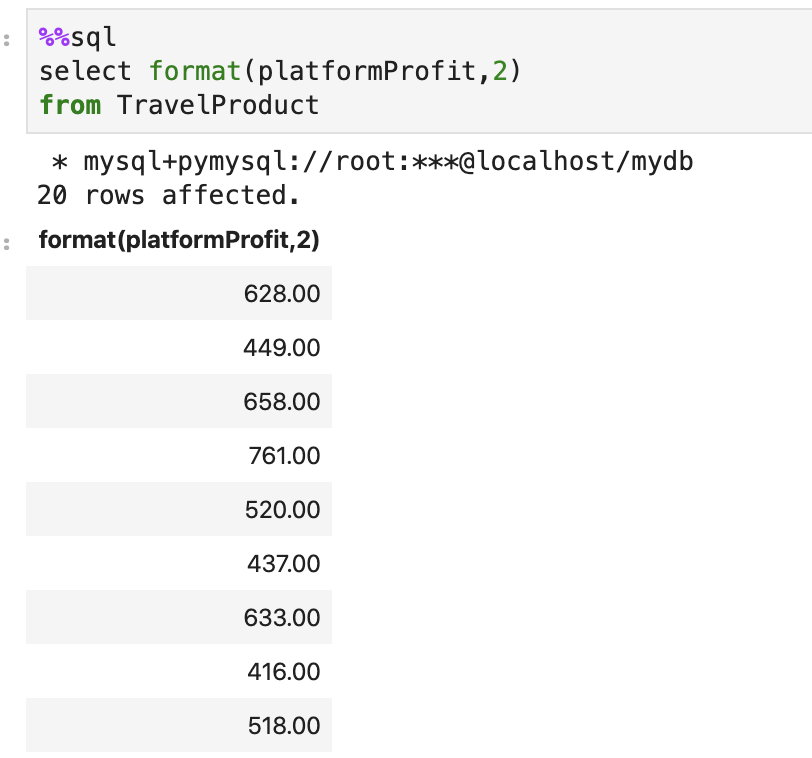 %%sql
select format(platformProfit,2)
from TravelProduct
* mysql+pymysql://root:***@localhost/mydb
20 rows affected.
format(platformProfit,2)
628.00
449.00
658.00
761.00
520.00
437.00
633.00
416.00
518.00